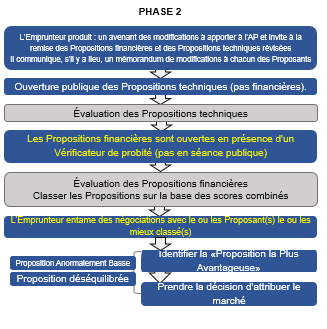 PHASE 2
L'Emprunteur produit : un avenant des modifications à apporter à l'AP et invite à la
remise des Propositions financières et des Propositions techniques révisées
Il communique, s'il y a lieu, un mémorandum de modifications à chacun des Proposants
Ouverture publique des Propositions techniques (pas financières).
Évaluation des Propositions techniques
Les Propositions financières sont ouvertes en présence d'un
Vérificateur de probité (pas en séance publique)
Évaluation des Propositions financières
Classer les Propositions sur la base des scores combinés
L'Emprunteur entame des négociations avec le ou les Proposant(s) le ou les
mieux classé(s)
Identifier la «Proposition la Plus
Avantageuse»
Proposition Anormalement Basse
Proposition déséquilibrée
Prendre la décision d'attribuer le
marché